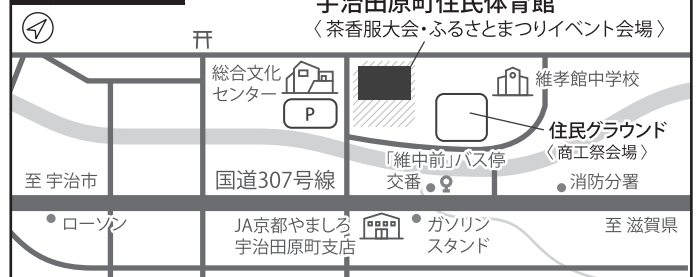 宇治田原町住民体育館
〈 茶香服大会・ふるさとまつりイベント会場 〉
総合文化
センター
P
維孝館中学校
住民グラウンド
〈 商工祭会場 〉
「維中前」バス停
至 宇治市
国道307号線
交番
消防分署
ローソン
JA京都やましろ
宇治田原町支店
ガソリン
スタンド
至 滋賀県